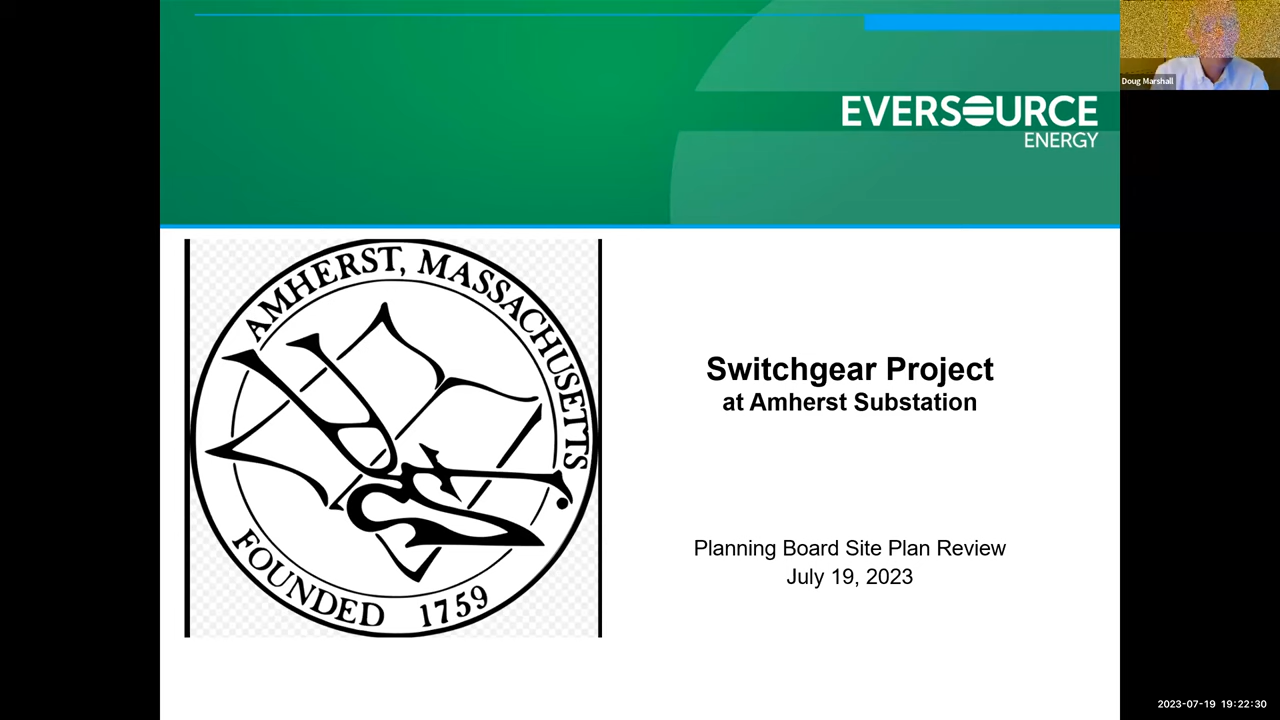 EVERSOURCE
ENERGY
Doug Marshall
AMHERST, MASSACHUSETTS
FOUNDED 1759
Switchgear Project
at Amherst Substation
Planning Board Site Plan Review
July 19, 2023
2023-07-19 19:22:30